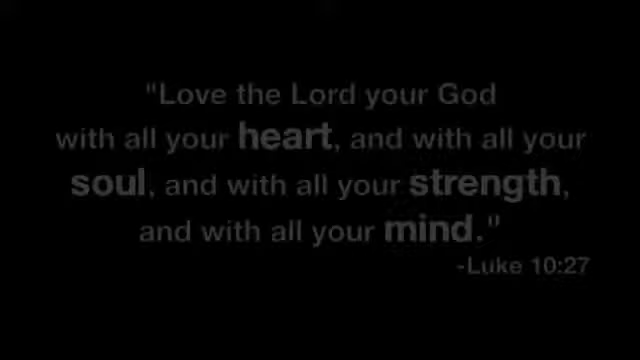 "Love the Lord your God
with all your heart, and with all your
soul, and with all your strength,
and with all your mind."
-Luke 10:27